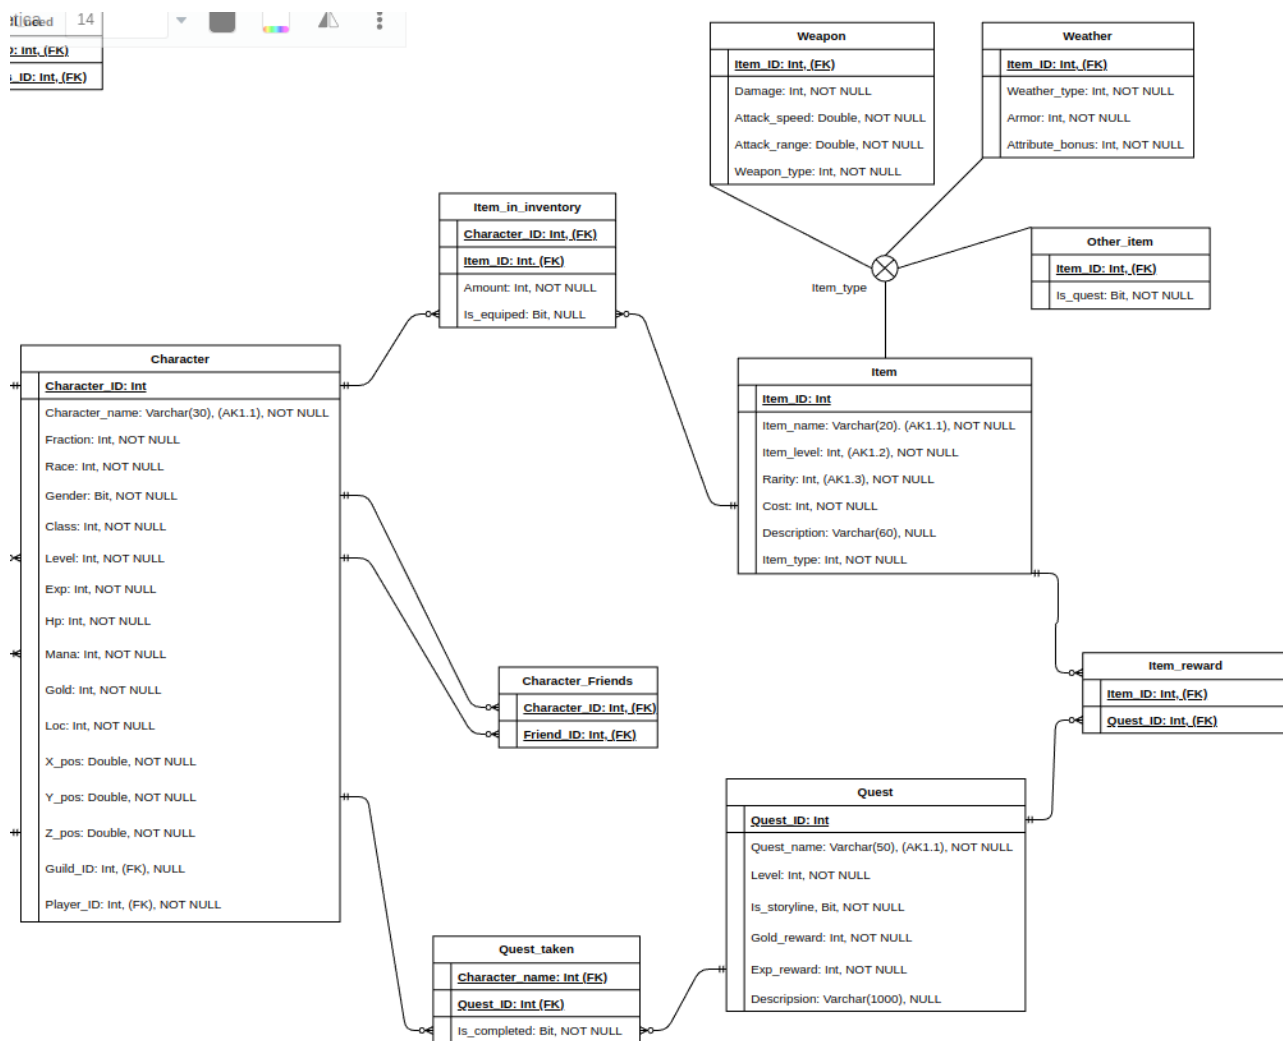 need
14
ID: Int, (FK)
s_ID: Int, (FK)
Weapon
Item_ID: Int, (FK)
Damage: Int, NOT NULL
Attack_speed: Double, NOT NULL
Attack_range: Double, NOT NULL
Weapon_type: Int, NOT NULL
Weather
Item_ID: Int, (FK)
Weather_type: Int, NOT NULL
Armor: Int, NOT NULL
Attribute_bonus: Int, NOT NULL
Item_in_inventory
Character_ID: Int, (FK)
Item_ID: Int. (FK)
Amount: Int, NOT NULL
Is_equiped: Bit, NULL
Other_item
Item_ID: Int, (FK)
Is_quest: Bit, NOT NULL
Item_type
Character
Character_ID: Int
Character_name: Varchar(30), (AK1.1), NOT NULL
Fraction: Int, NOT NULL
Race: Int, NOT NULL
Gender: Bit, NOT NULL
Class: Int, NOT NULL
Level: Int, NOT NULL
Exp: Int, NOT NULL
Hp: Int, NOT NULL
Mana: Int, NOT NULL
Gold: Int, NOT NULL
Loc: Int, NOT NULL
X_pos: Double, NOT NULL
Y_pos: Double, NOT NULL
Z_pos: Double, NOT NULL
Guild_ID: Int, (FK), NULL
Player_ID: Int, (FK), NOT NULL
Item
Item_ID: Int
Item_name: Varchar(20). (AK1.1), NOT NULL
Item_level: Int, (AK1.2), NOT NULL
Rarity: Int, (AK1.3), NOT NULL
Cost: Int, NOT NULL
Description: Varchar(60), NULL
Item_type: Int, NOT NULL
Character_Friends
Character_ID: Int, (FK)
Friend_ID: Int, (FK)
Item_reward
Item_ID: Int, (FK)
Quest_ID: Int, (FK)
Quest
Quest_ID: Int
Quest_name: Varchar(50), (AK1.1), NOT NULL
Level: Int, NOT NULL
Is_storyline, Bit, NOT NULL
Gold_reward: Int, NOT NULL
Exp_reward: Int, NOT NULL
Descripsion: Varchar(1000), NULL
Quest_taken
Character_name: Int (FK)
Quest_ID: Int (FK)
Is_completed: Bit, NOT NULL